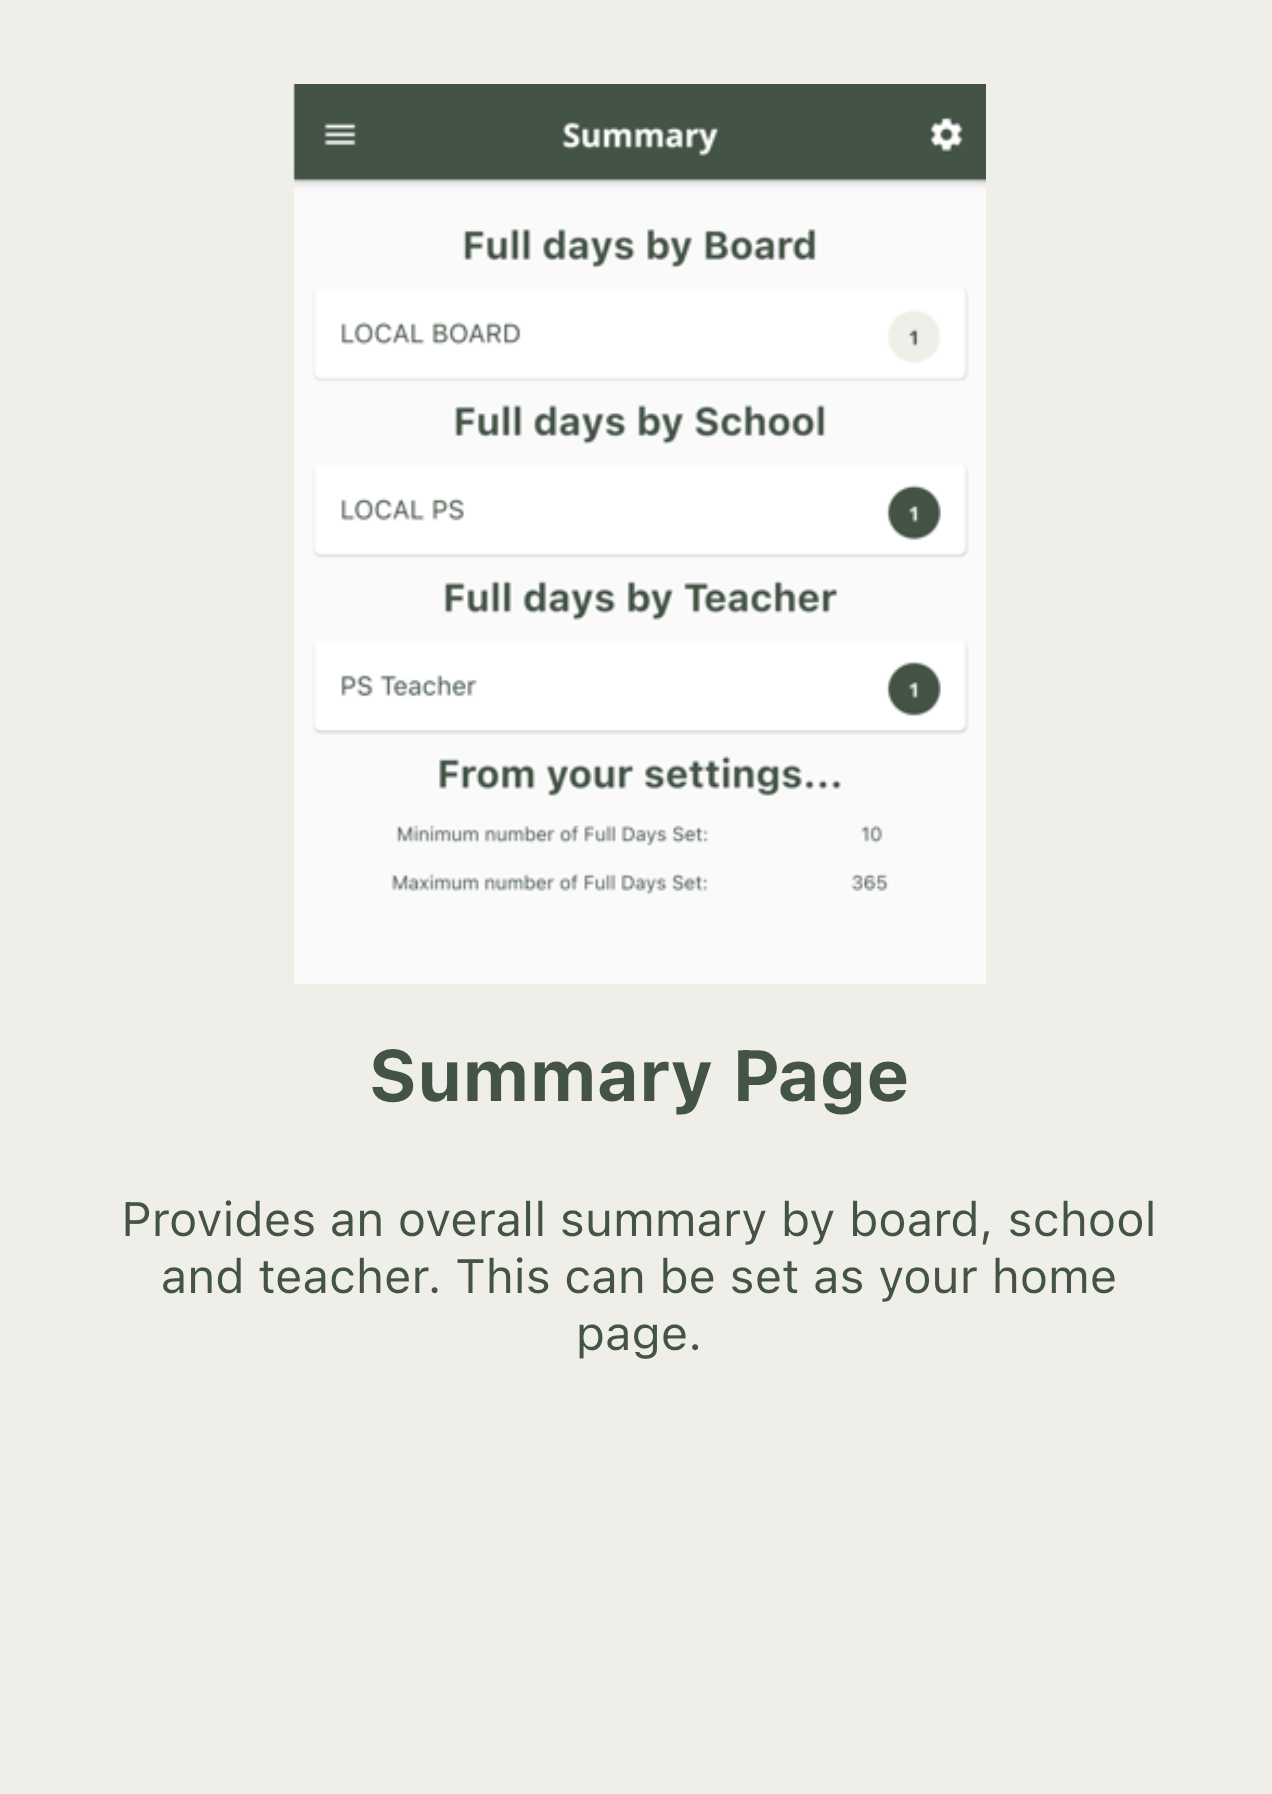 Summary
Full days by Board
LOCAL BOARD 1
Full days by School
LOCAL PS 1
Full days by Teacher
PS Teacher 1
From your settings...
Minimum number of Full Days Set: 10
Maximum number of Full Days Set: 365
Summary Page
Provides an overall summary by board, school
and teacher. This can be set as your home
page.